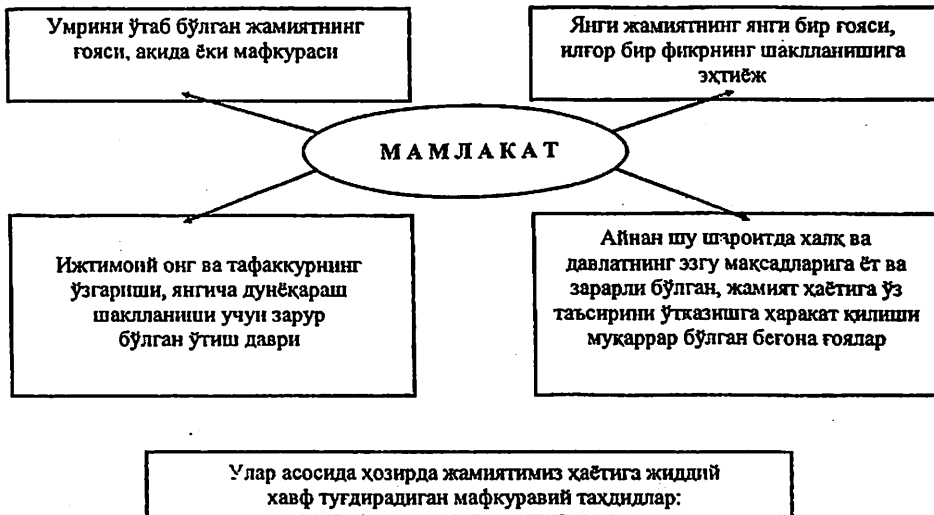 Умрини ўтаб бўлган жамиятнинг
ғояси, ақида ёки мафкураси
Янги жамиятнинг янги бир ғояси,
илғор бир фикрнинг шаклланишига
эҳтиёж
МАМЛАКАТ
Ижтимоий онг ва тафаккурнинг
ўзгариши, янгича дунёқараш
шаклланиши учун зарур
бўлган ўтиш даври
Айнан шу шароитда халқ ва
давлатнинг эзгу мақсадларига ёт ва
зарарли бўлган, жамият ҳаётига ўз
таъсирини ўтказишга ҳаракат қилиши
муқаррар бўлган бегона ғоялар
Улар асосида ҳозирда жамиятимиз ҳаётига жиддий
хавф туғдирадиган мафкуравий таҳдидлар: